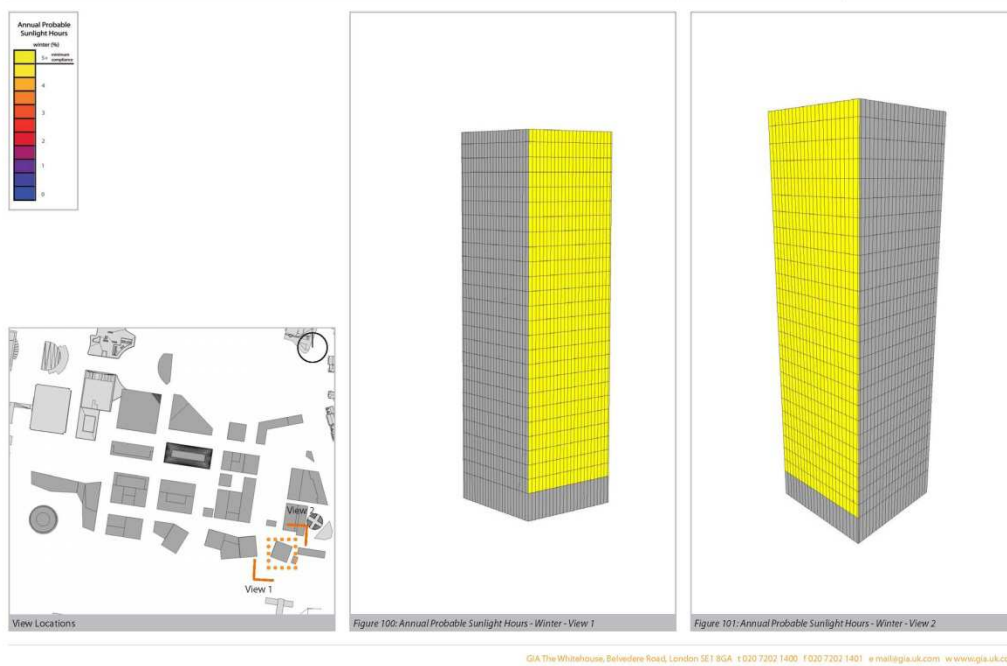 Annual Probable
Sunlight Hours
winter (%)
5+ minimum
compliance
4
3
2
1
0
View 2
View 1
View Locations
Figure 100: Annual Probable Sunlight Hours - Winter - View 1
Figure 101: Annual Probable Sunlight Hours - Winter - View 2
GIA The Whitehouse, Belvedere Road, London SE1 8GA t 020 7202 1400 f 020 7202 1401 e mail@gia.uk.com w www.gia.uk.co